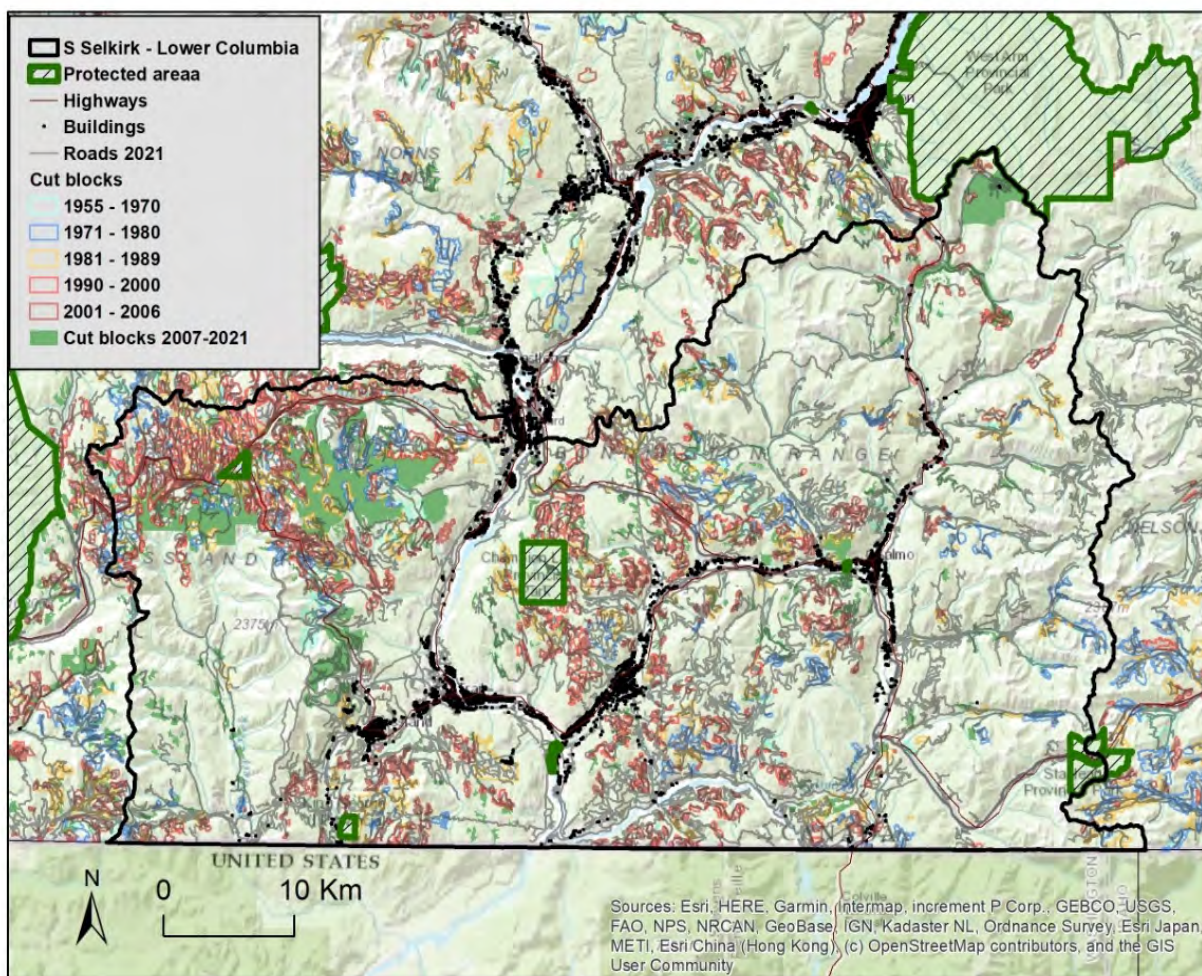 S Selkirk - Lower Columbia
Protected areaa
Highways
Buildings
Roads 2021
Cut blocks
1955 - 1970
1971 - 1980
1981 - 1989
1990 - 2000
2001 - 2006
Cut blocks 2007-2021
West Arm
Provincial
Park
NORNS
RANGE
NELSON
2375m
UNITED STATES
N
0 10 Km
Colville
Sources: Esri, HERE, Garmin, Intermap, increment P Corp., GEBCO, USGS,
FAO, NPS, NRCAN, GeoBase, IGN, Kadaster NL, Ordnance Survey, Esri Japan,
METI, Esri China (Hong Kong), (c) OpenStreetMap contributors, and the GIS
User Community